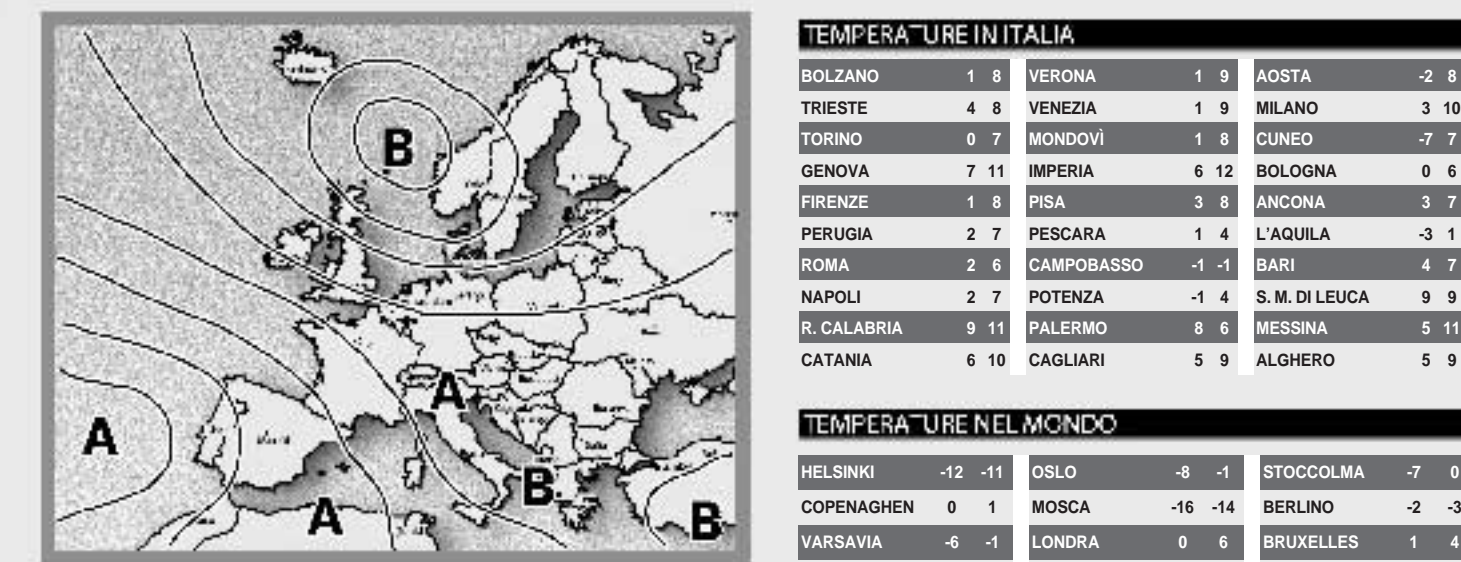 B
A
A
A
B
B
TEMPERATURE IN ITALIA
BOLZANO 1 8 VERONA 1 9 AOSTA -2 8
TRIESTE 4 8 VENEZIA 1 9 MILANO 3 10
TORINO 0 7 MONDOVÌ 1 8 CUNEO -7 7
GENOVA 7 11 IMPERIA 6 12 BOLOGNA 0 6
FIRENZE 1 8 PISA 3 8 ANCONA 3 7
PERUGIA 2 7 PESCARA 1 4 L'AQUILA -3 1
ROMA 2 6 CAMPOBASSO -1 -1 BARI 4 7
NAPOLI 2 7 POTENZA -1 4 S. M. DI LEUCA 9 9
R. CALABRIA 9 11 PALERMO 8 6 MESSINA 5 11
CATANIA 6 10 CAGLIARI 5 9 ALGHERO 5 9
TEMPERATURE NEL MONDO
HELSINKI -12 -11 OSLO -8 -1 STOCCOLMA -7 0
COPENAGHEN 0 1 MOSCA -16 -14 BERLINO -2 -3
VARSAVIA -6 -1 LONDRA 0 6 BRUXELLES 1 4